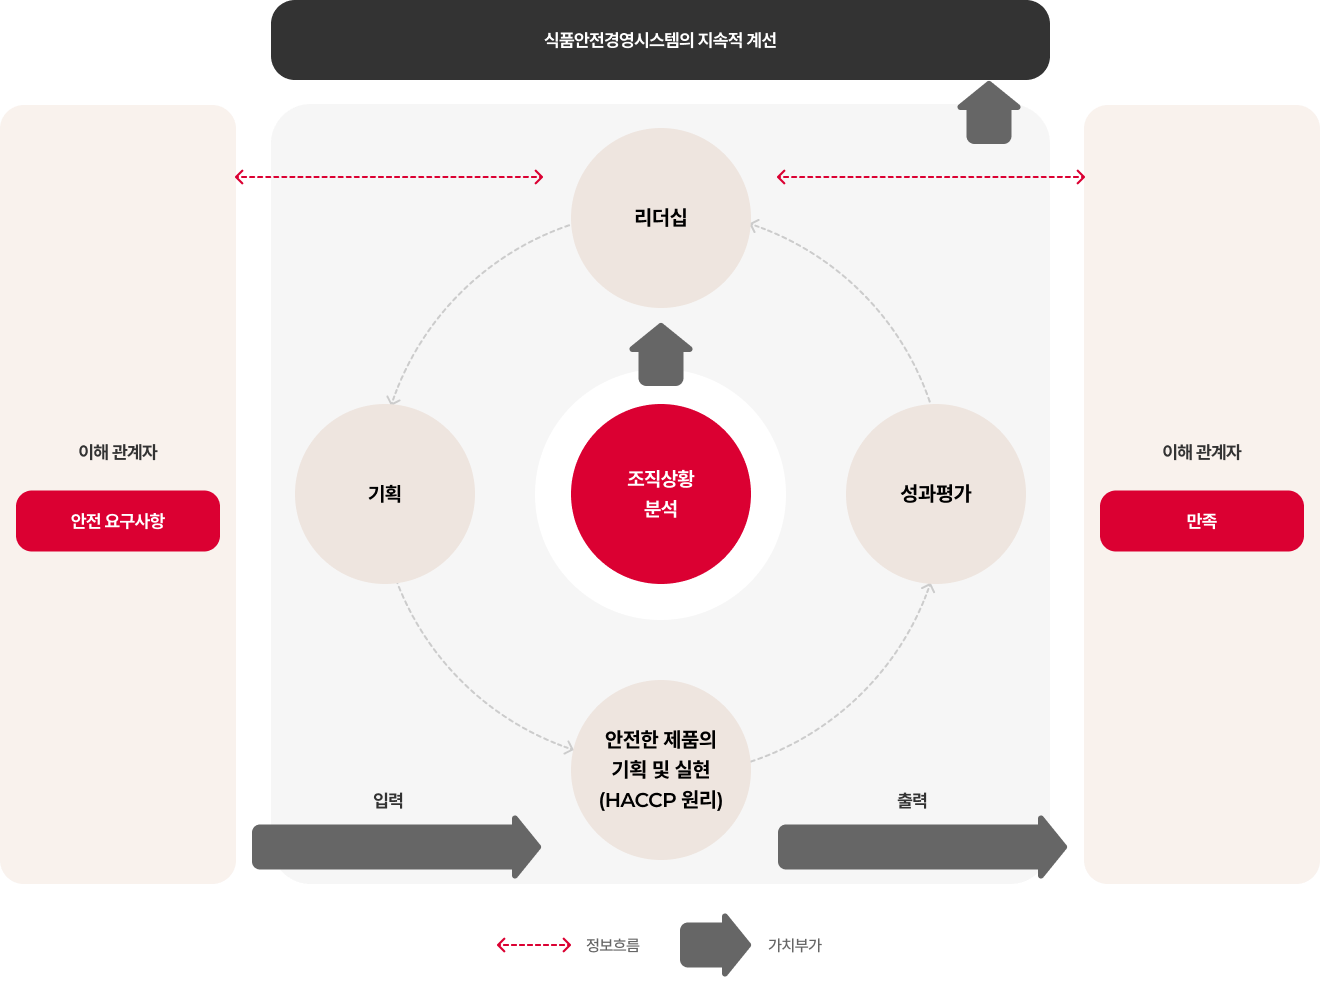 식품안전경영시스템의 지속적 계선
리더십
이해 관계자
안전 요구사항
기획
조직상황
분석
성과평가
이해 관계자
만족
안전한 제품의
기획 및 실현
(HACCP 원리)
입력
출력
정보흐름
가치부가